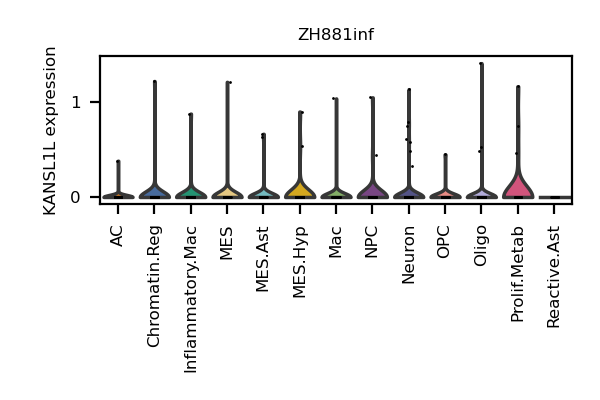 ZH881inf
KANSL1L expression
1
0
AC
Chromatin.Reg
Inflammatory.Mac
MES
MES.Ast
MES.Hyp
Mac
NPC
Neuron
OPC
Oligo
Prolif.Metab
Reactive.Ast